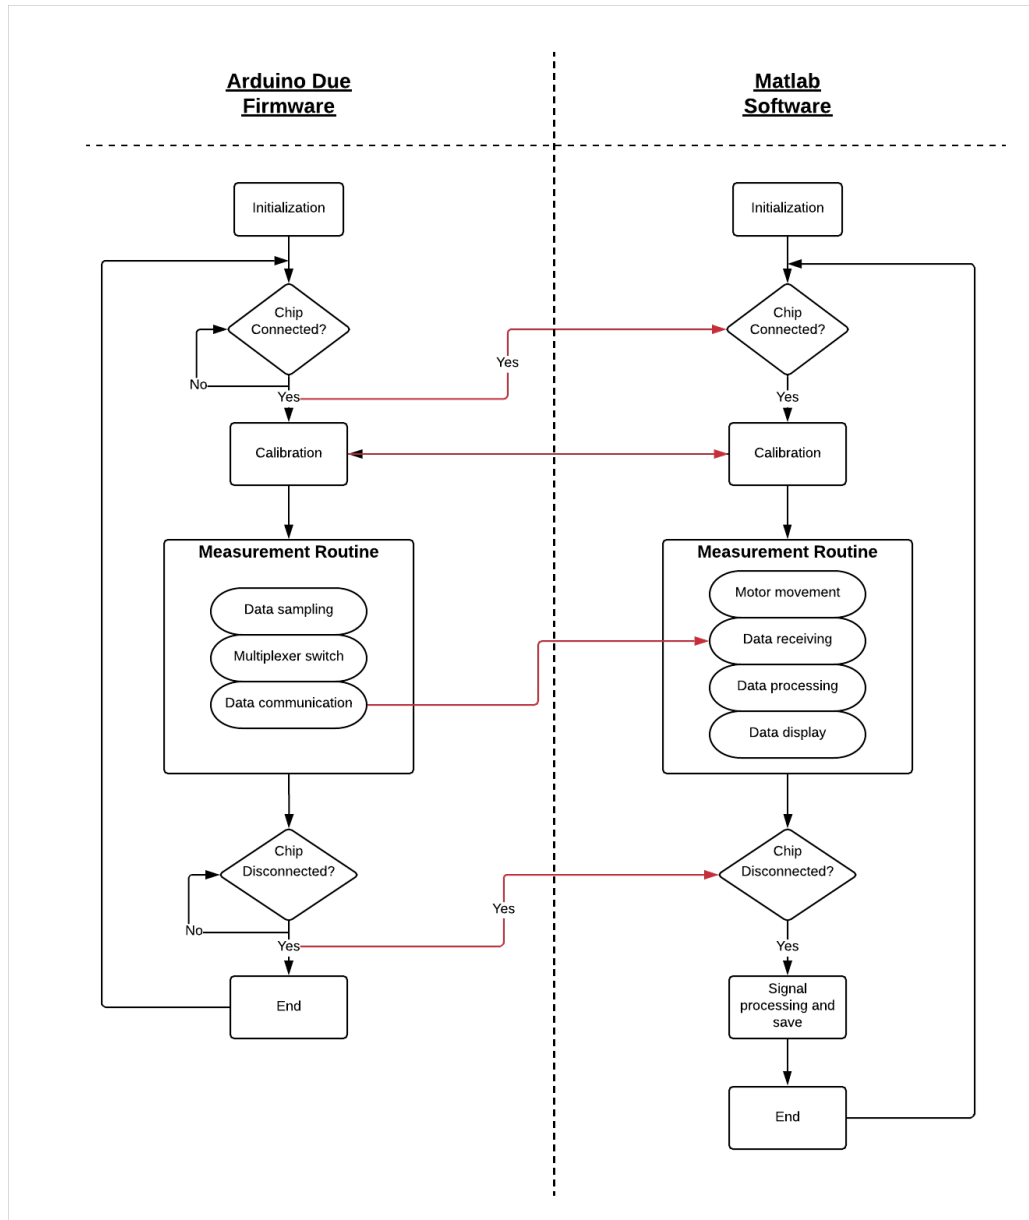 Arduino Due
Firmware
Initialization
Chip
Connected?
No
Yes
Yes
Calibration
Measurement Routine
Data sampling
Multiplexer switch
Data communication
Chip
Disconnected?
No
Yes
Yes
End
Matlab
Software
Initialization
Chip
Connected?
Yes
Calibration
Measurement Routine
Motor movement
Data receiving
Data processing
Data display
Chip
Disconnected?
Yes
Signal
processing and
save
End